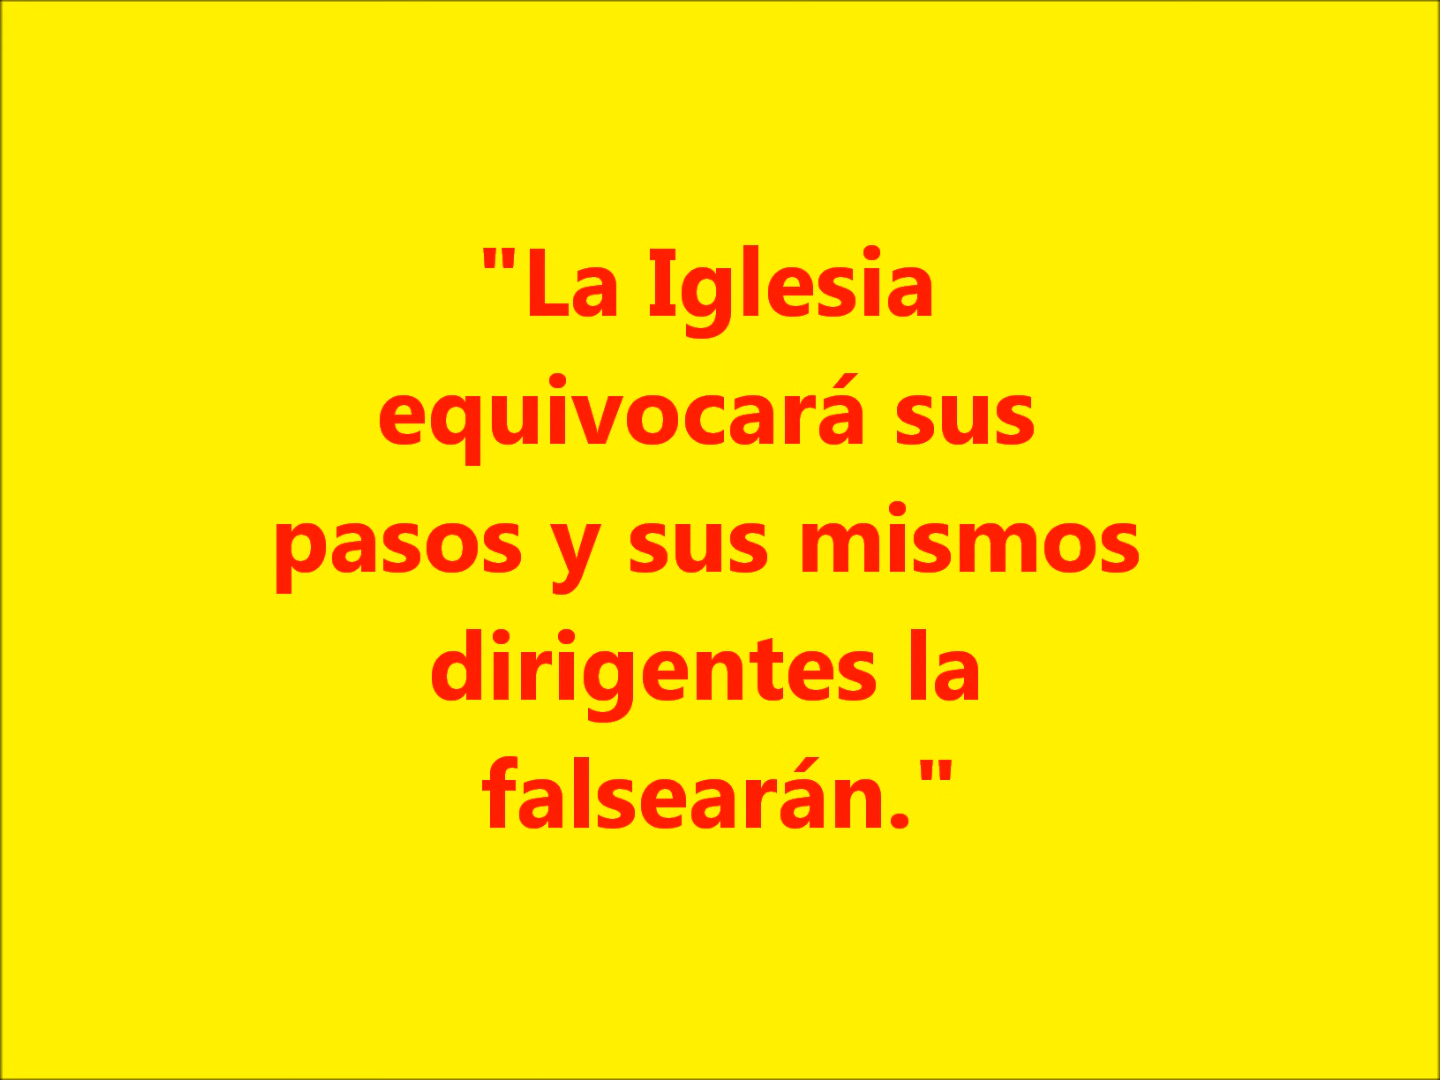 "La Iglesia
equivocará sus
pasos y sus mismos
dirigentes la
falsearán."